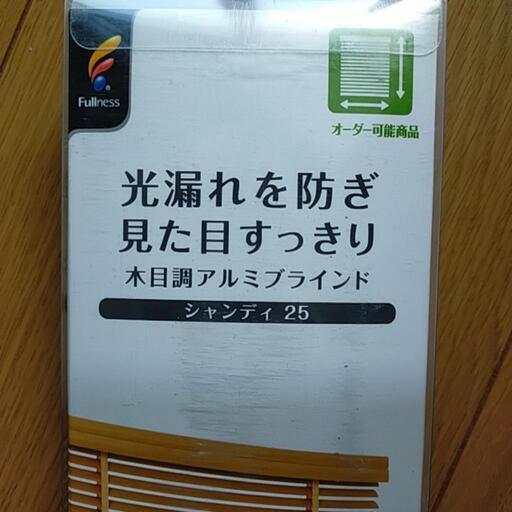 Fullness
オーダー可能商品
光漏れを防ぎ
見た目すっきり
木目調アルミブラインド
シャンディ 25